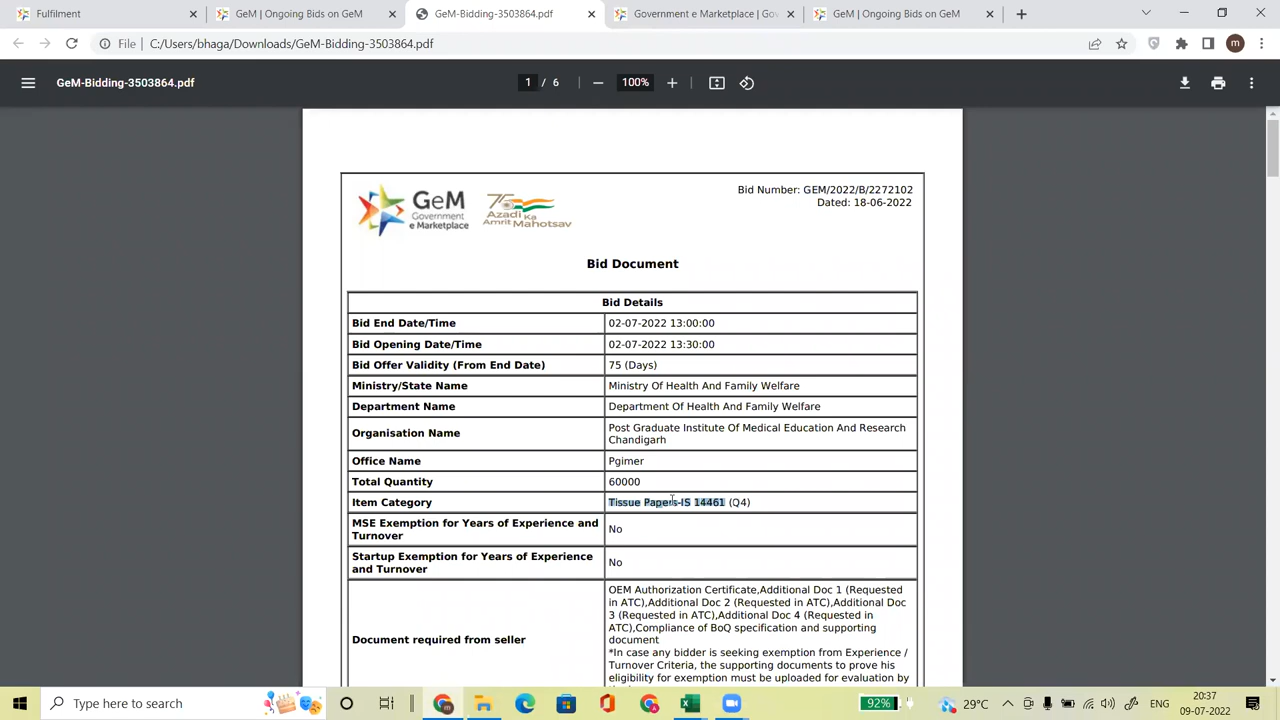 Fulfilment
GeM | Ongoing Bids on GeM
GeM-Bidding-3503864.pdf
Government e Marketplace | Gov
GeM | Ongoing Bids on GeM
File
C:/Users/bhaga/Downloads/GeM-Bidding-3503864.pdf
m
GeM-Bidding-3503864.pdf
1 / 6
100%
GeM
Government
e Marketplace
75
Azadi Ka
Amrit Mahotsav
Bid Number: GEM/2022/B/2272102
Dated: 18-06-2022
Bid Document
Bid Details
Bid End Date/Time
02-07-2022 13:00:00
Bid Opening Date/Time
02-07-2022 13:30:00
Bid Offer Validity (From End Date)
75 (Days)
Ministry/State Name
Ministry Of Health And Family Welfare
Department Name
Department Of Health And Family Welfare
Organisation Name
Post Graduate Institute Of Medical Education And Research
Chandigarh
Office Name
Pgimer
Total Quantity
60000
Item Category
Tissue Papers-IS 14461 (Q4)
MSE Exemption for Years of Experience and
Turnover
No
Startup Exemption for Years of Experience
and Turnover
No
Document required from seller
OEM Authorization Certificate,Additional Doc 1 (Requested
in ATC),Additional Doc 2 (Requested in ATC),Additional Doc
3 (Requested in ATC),Additional Doc 4 (Requested in
ATC),Compliance of BoQ specification and supporting
document
*In case any bidder is seeking exemption from Experience /
Turnover Criteria, the supporting documents to prove his
eligibility for exemption must be uploaded for evaluation by
Type here to search
92%
29°C
ENG
20:37
09-07-2022